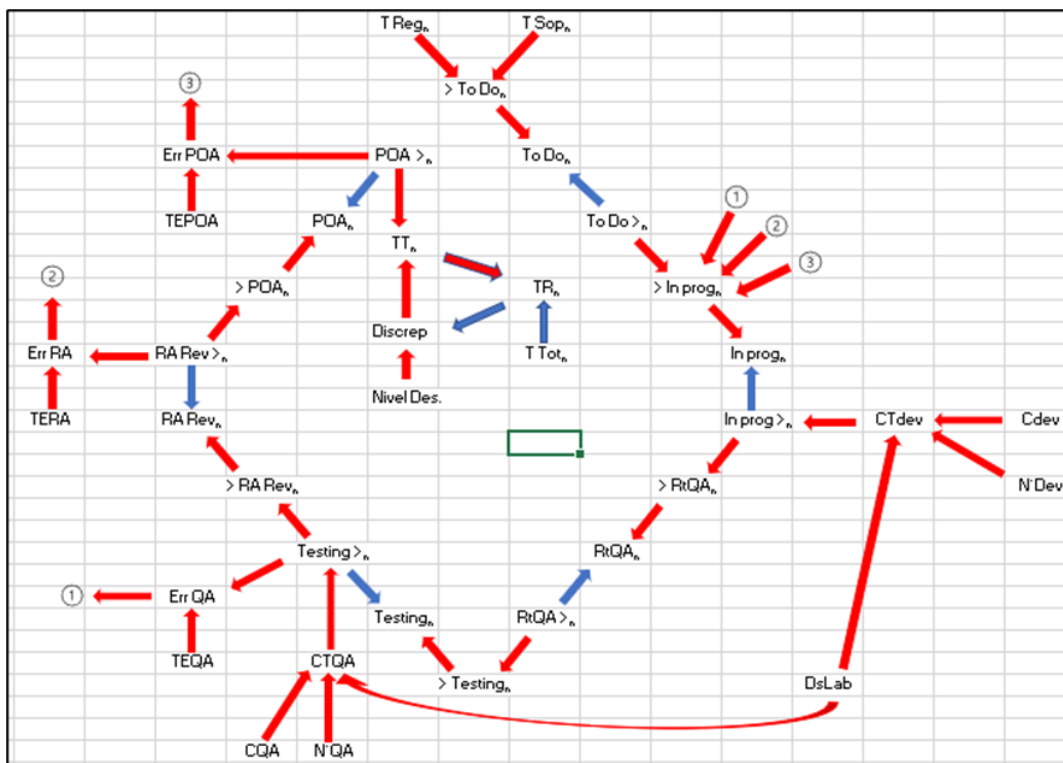 T Regₙ T Sopₙ
③ > To Doₙ
Err POA POA >ₙ To Doₙ
TEPOA POAₙ To Do >ₙ ① ②
TTₙ ③
② > POAₙ TRₙ > In progₙ
Discrep
Err RA RA Rev >ₙ T Totₙ In progₙ
Nivel Des.
TERA RA Revₙ In prog >ₙ CTdev Cdev
> RA Revₙ > RtQAₙ N°Dev
Testing >ₙ RtQAₙ
① Err QA Testingₙ RtQA >ₙ
TEQA CTQA > Testingₙ DsLab
CQA N°QA